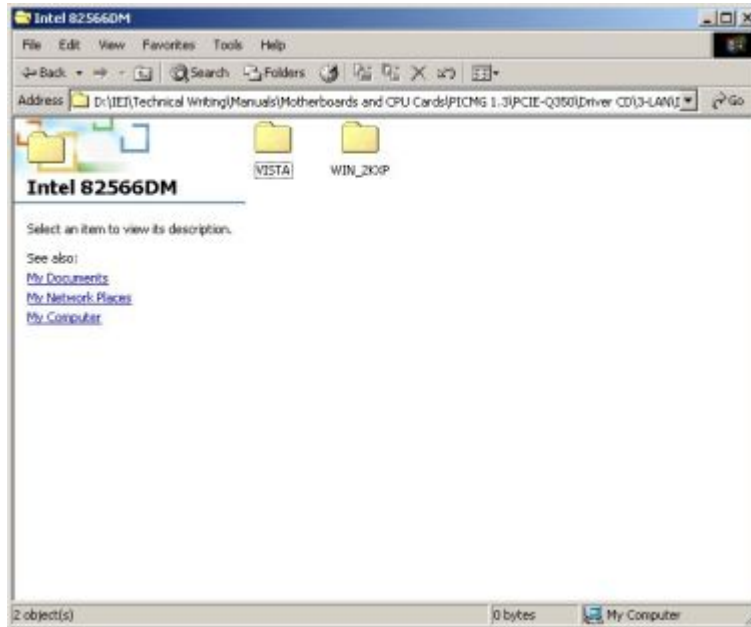 Intel 82566DM
File Edit View Favorites Tools Help
Back Search Folders
Address D:\IEI\Technical Writing\Manuals\Motherboards and CPU Cards\PICMG 1.3\PCIE-Q350\Driver CD\3-LAN\I Go
VISTA WIN_2KXP
Intel 82566DM
Select an item to view its description.
See also:
My Documents
My Network Places
My Computer
2 object(s) 0 bytes My Computer